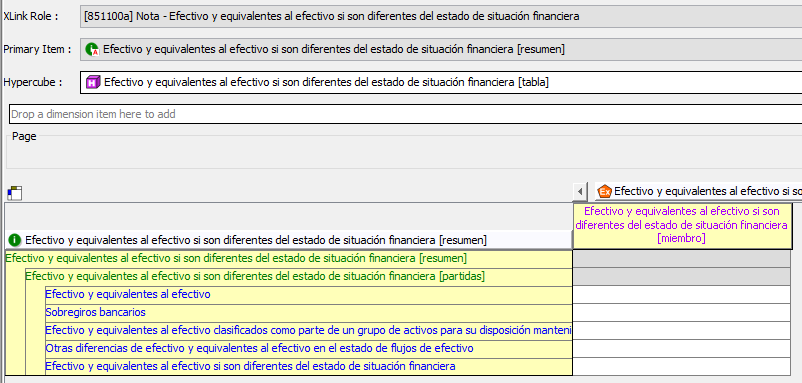 XLink Role : [851100a] Nota - Efectivo y equivalentes al efectivo si son diferentes del estado de situación financiera
Primary Item : Efectivo y equivalentes al efectivo si son diferentes del estado de situación financiera [resumen]
Hypercube : Efectivo y equivalentes al efectivo si son diferentes del estado de situación financiera [tabla]
Drop a dimension item here to add
Page
Efectivo y equivalentes al efectivo si so
Efectivo y equivalentes al efectivo si son
diferentes del estado de situación financiera
[miembro]
Efectivo y equivalentes al efectivo si son diferentes del estado de situación financiera [resumen]
Efectivo y equivalentes al efectivo si son diferentes del estado de situación financiera [resumen]
Efectivo y equivalentes al efectivo si son diferentes del estado de situación financiera [partidas]
Efectivo y equivalentes al efectivo
Sobregiros bancarios
Efectivo y equivalentes al efectivo clasificados como parte de un grupo de activos para su disposición manteni
Otras diferencias de efectivo y equivalentes al efectivo en el estado de flujos de efectivo
Efectivo y equivalentes al efectivo si son diferentes del estado de situación financiera